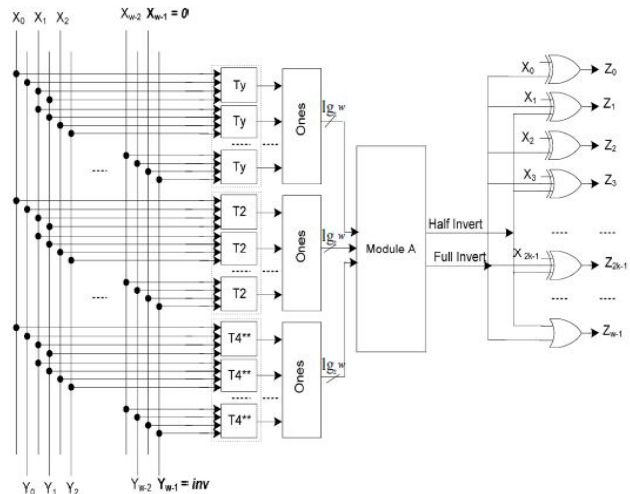 X0 X1 X2 Xw-2 Xw-1 = 0
Ty
Ty
Ty
Ones
lg w
T2
T2
T2
Ones
lg w
T4**
T4**
T4**
Ones
lg w
Module A
Half Invert
Full Invert
X0 Z0
X1 Z1
X2 Z2
X3 Z3
X2k-1 Z2k-1
Zw-1
Y0 Y1 Y2 Yw-2 Yw-1 = inv